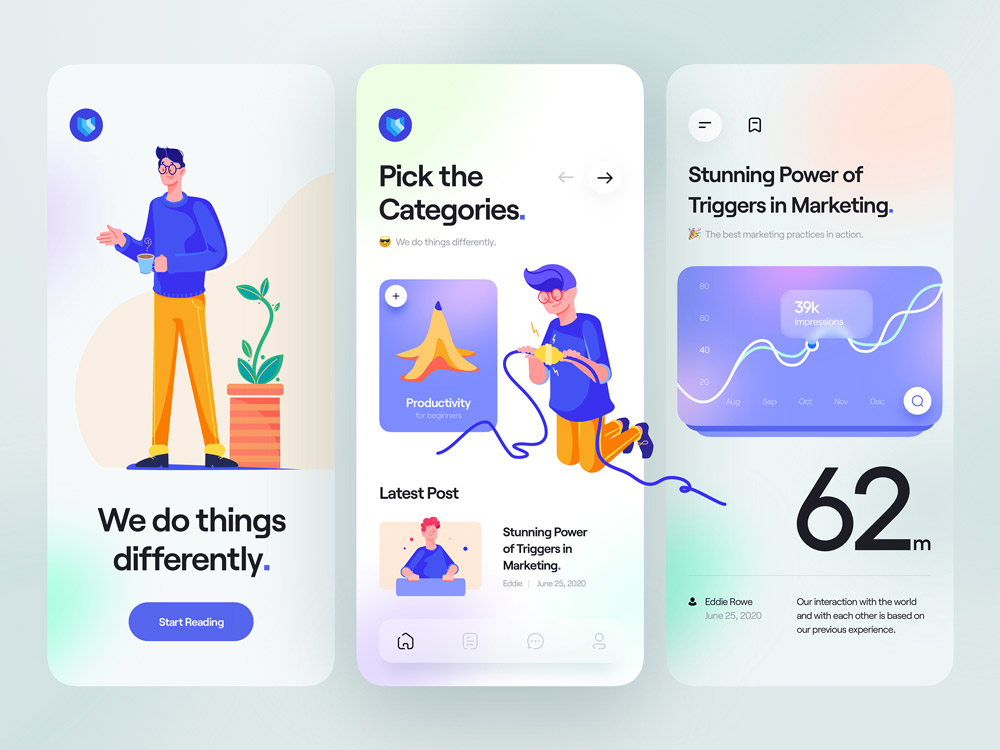 We do things
differently.
Start Reading
Pick the
Categories.
😎 We do things differently.
Productivity
for beginners
Latest Post
Stunning Power
of Triggers in
Marketing.
Eddie | June 25, 2020
Stunning Power of
Triggers in Marketing.
🎉 The best marketing practices in action.
80
60
40
20
39k
impressions
Aug Sep Oct Nov Dec
62m
Eddie Rowe
June 25, 2020
Our interaction with the world
and with each other is based on
our previous experience.